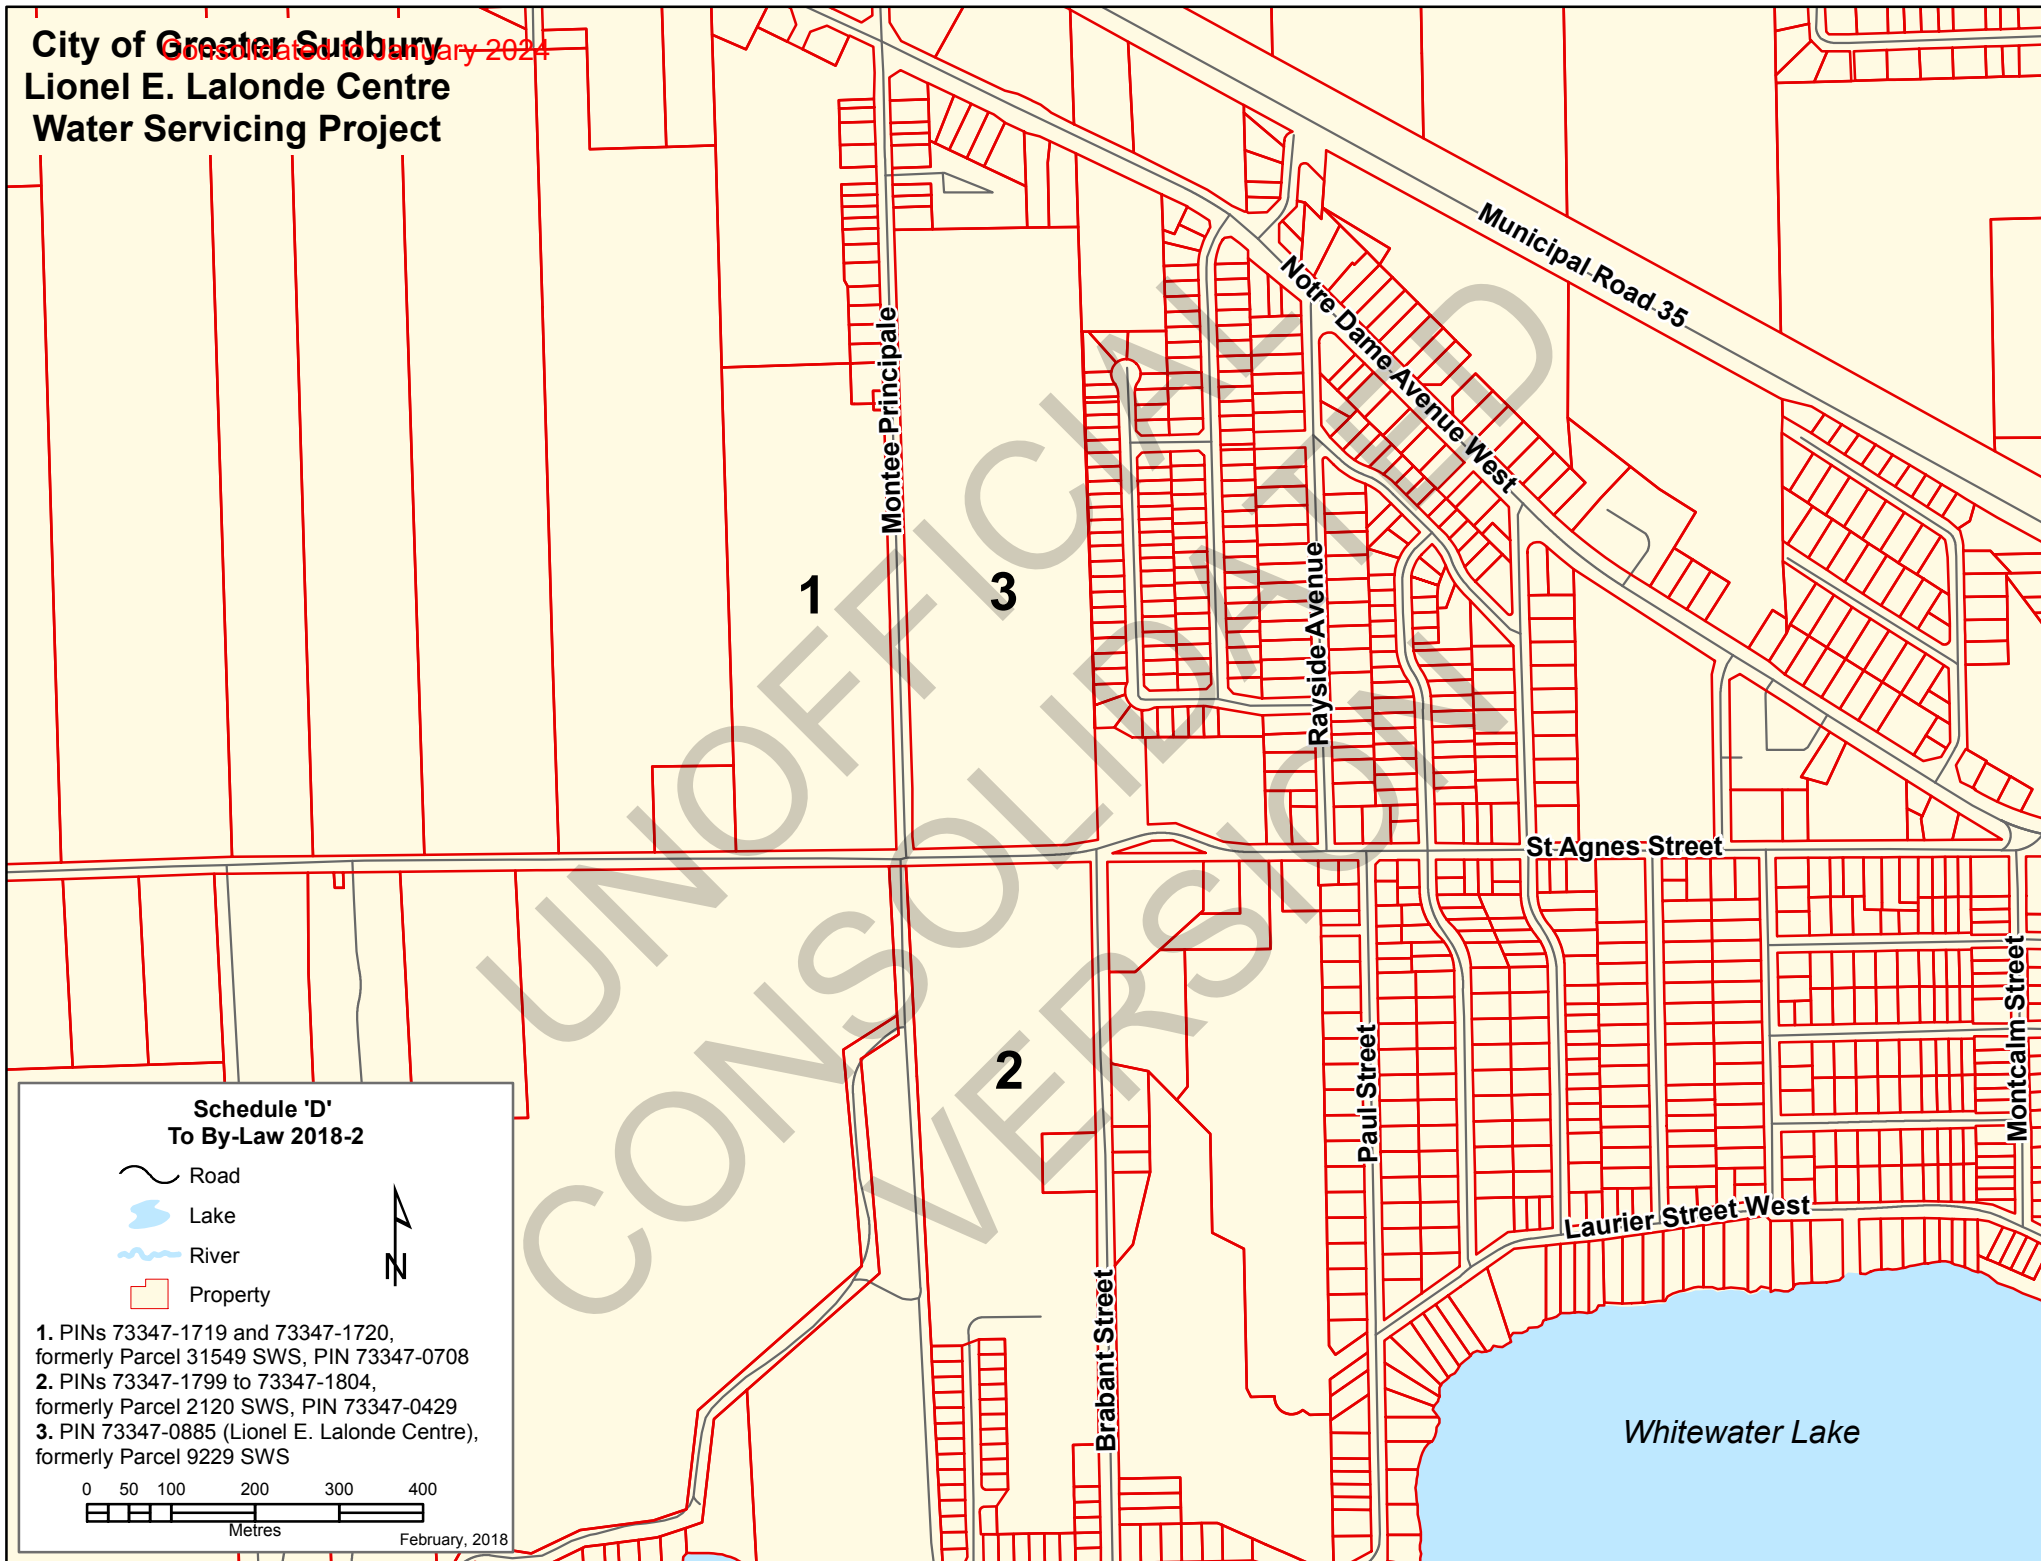 City of Greater Sudbury
Consolidated to January 2024
Lionel E. Lalonde Centre
Water Servicing Project
Municipal Road 35
Notre Dame Avenue West
Montee Principale
Rayside Avenue
1
3
St Agnes Street
2
Paul Street
Montcalm Street
Laurier Street West
Brabant Street
Whitewater Lake
UNOFFICIAL
CONSOLIDATED
VERSION
Schedule 'D'
To By-Law 2018-2
Road
Lake
River
Property
N
1. PINs 73347-1719 and 73347-1720,
formerly Parcel 31549 SWS, PIN 73347-0708
2. PINs 73347-1799 to 73347-1804,
formerly Parcel 2120 SWS, PIN 73347-0429
3. PIN 73347-0885 (Lionel E. Lalonde Centre),
formerly Parcel 9229 SWS
0 50 100 200 300 400
Metres
February, 2018